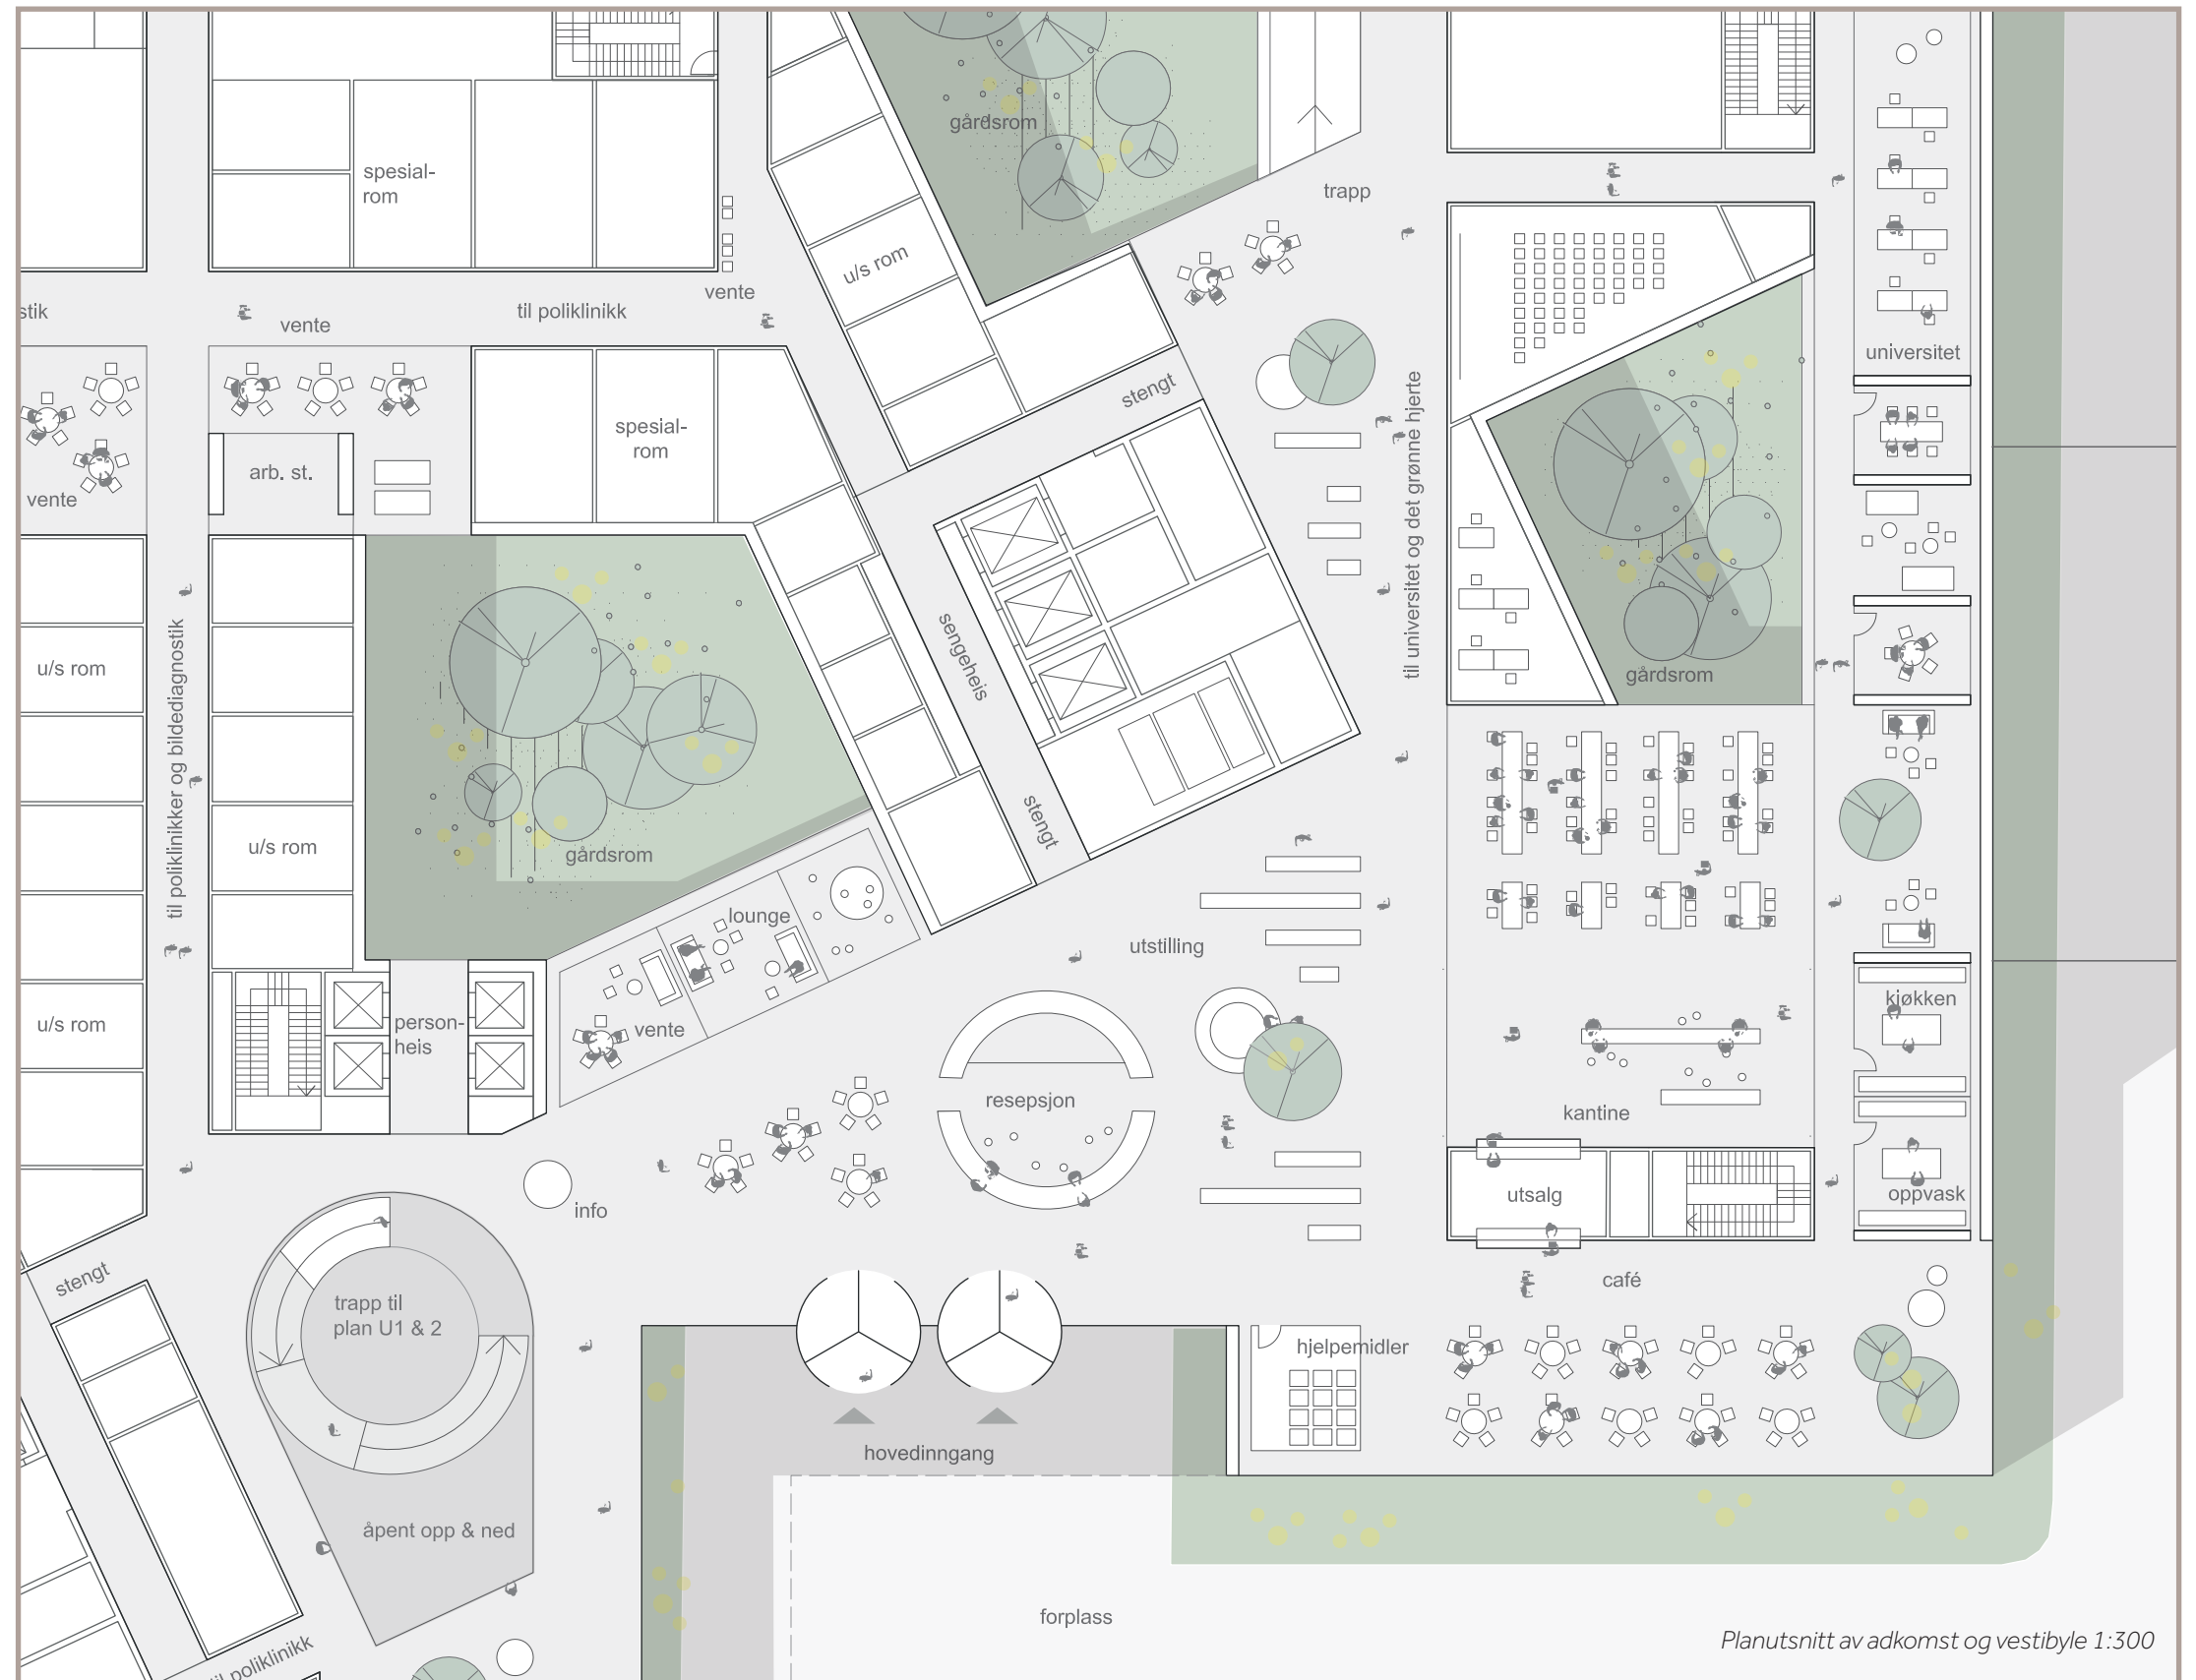 gårdsrom
spesial-
rom
trapp
u/s rom
vente
stik
vente
til poliklinikk
universitet
stengt
spesial-
rom
arb. st.
vente
til universitet og det grønne hjerte
til poliklinikker og bildediagnostik
sengeheis
u/s rom
gårdsrom
u/s rom
gårdsrom
stengt
lounge
utstilling
kjøkken
person-
heis
u/s rom
vente
resepsjon
kantine
utsalg
oppvask
info
stengt
café
trapp til
plan U1 & 2
hjelpemidler
hovedinngang
åpent opp & ned
forplass
til poliklinikk
Planutsnitt av adkomst og vestibyle 1:300